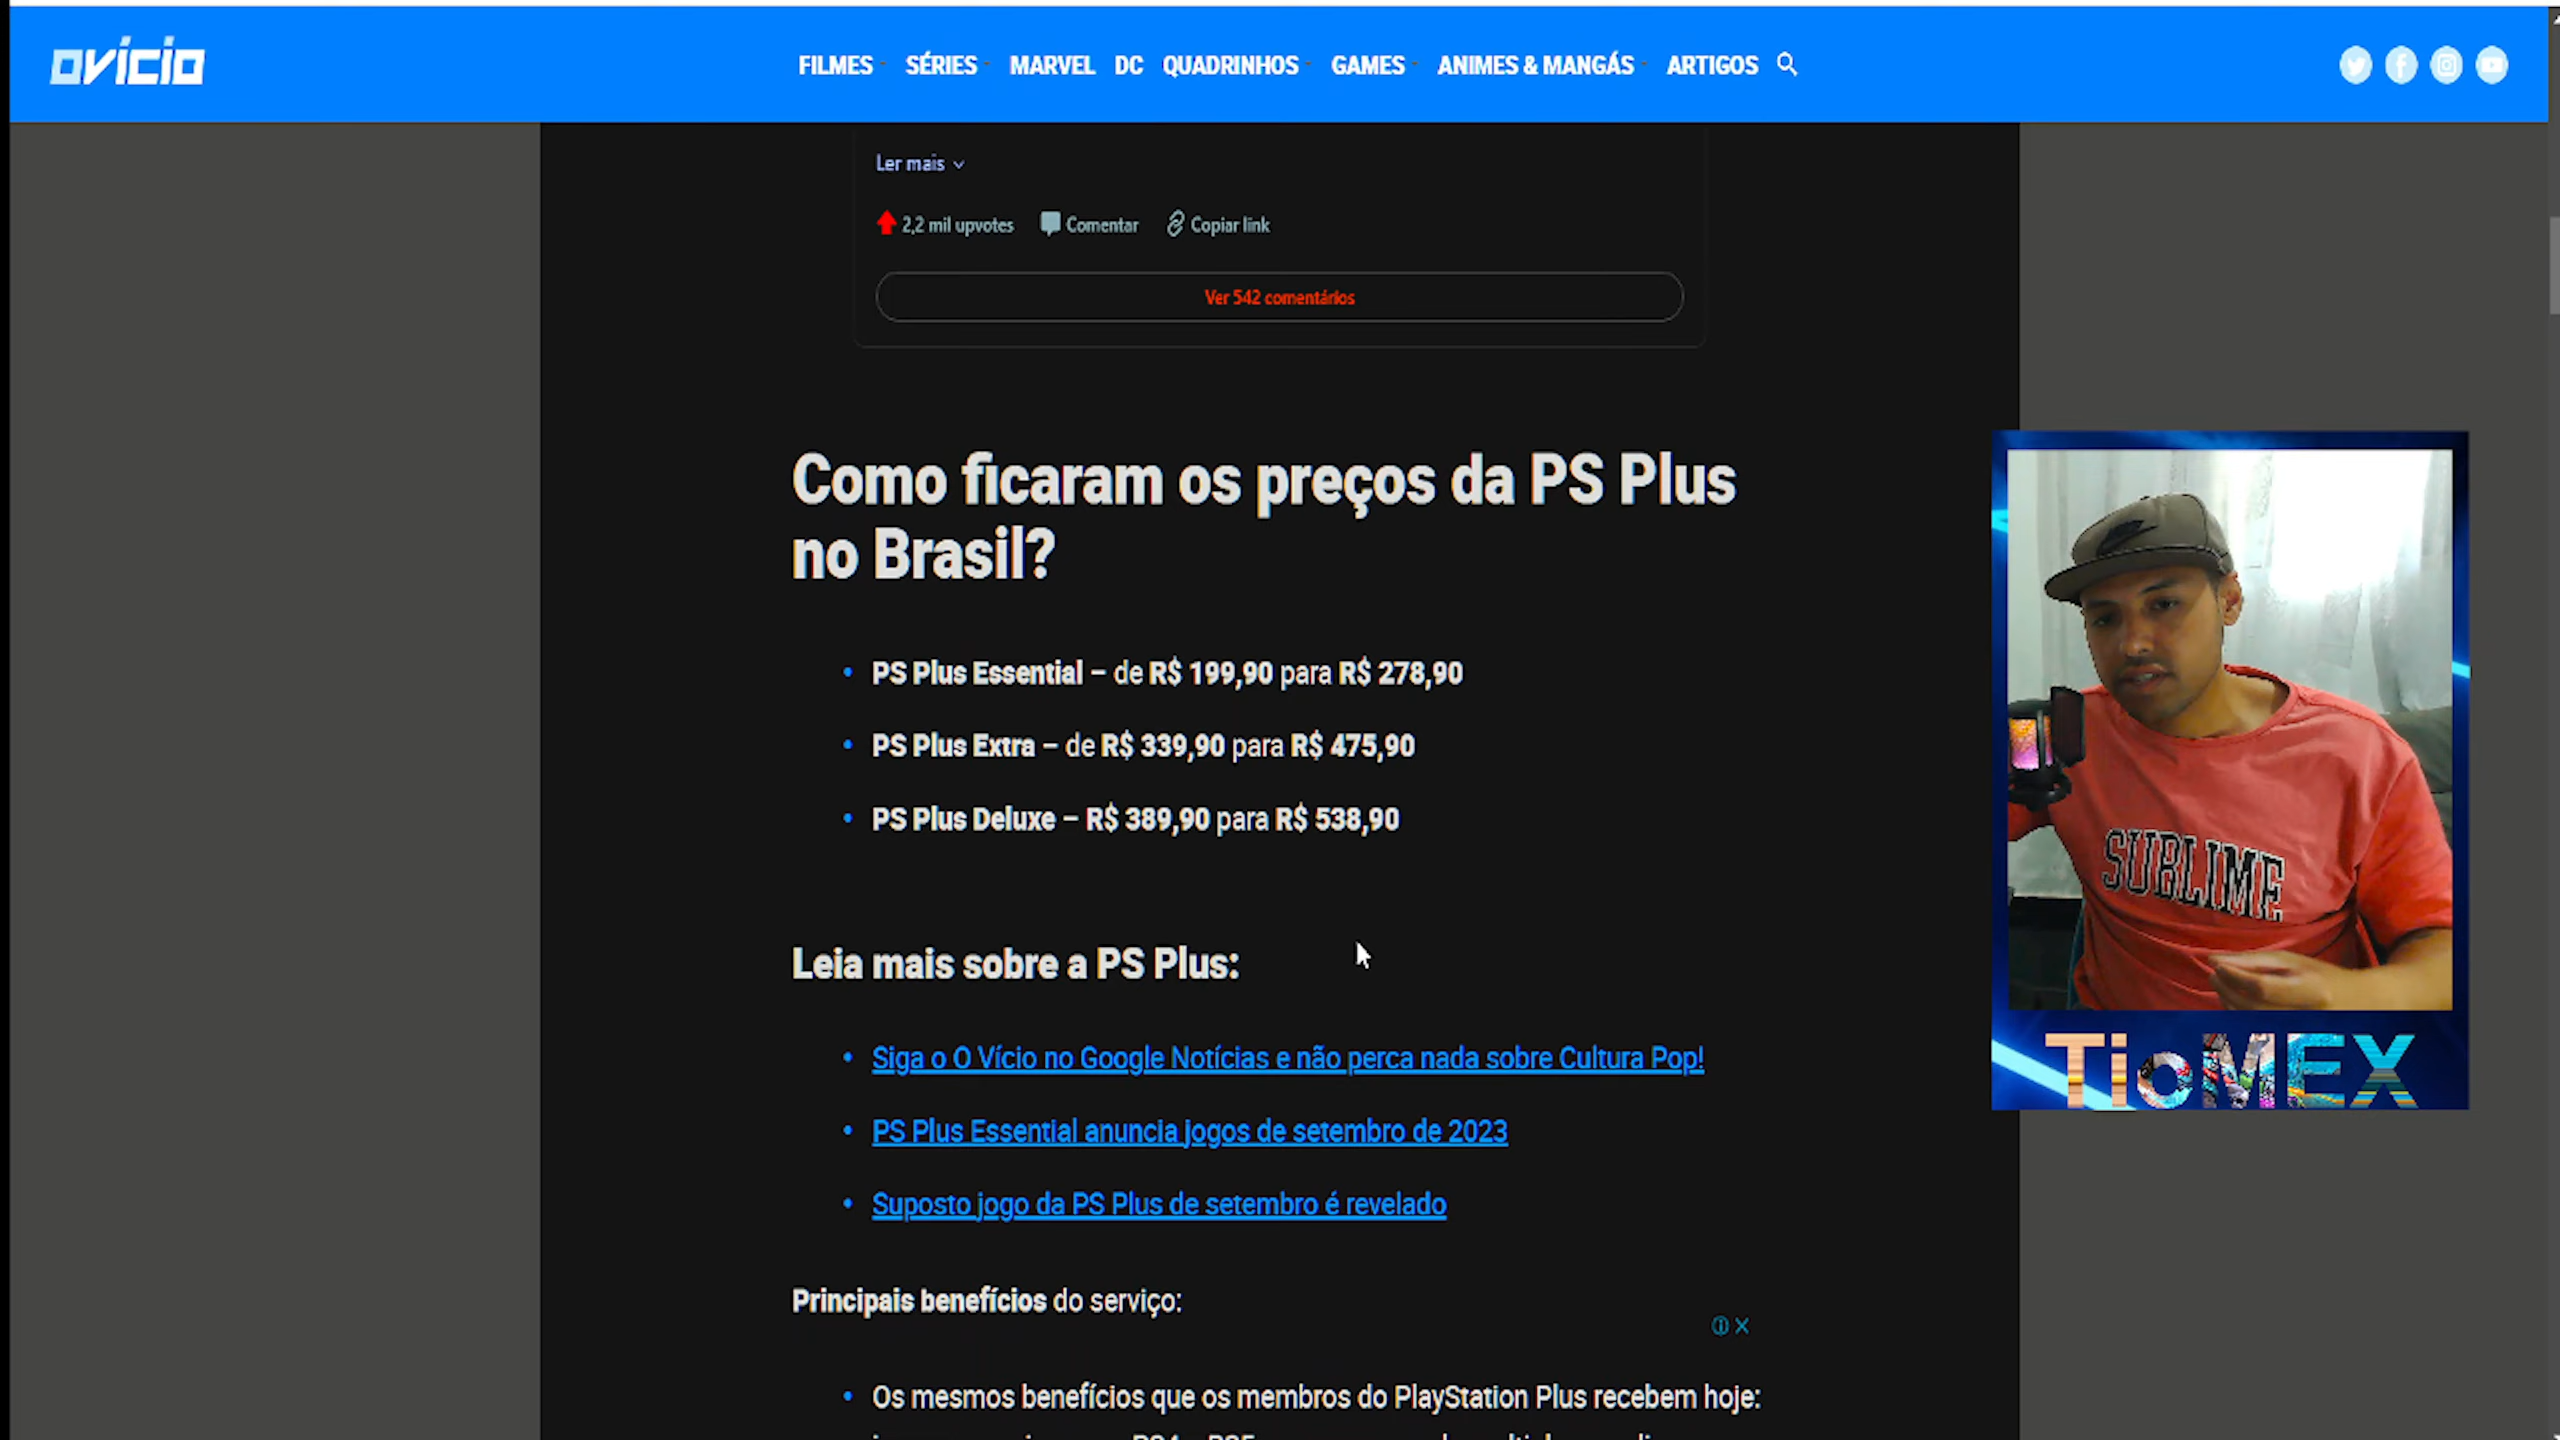 ovicio
FILMES SÉRIES MARVEL DC QUADRINHOS GAMES ANIMES & MANGÁS ARTIGOS
Ler mais
2,2 mil upvotes Comentar Copiar link
Ver 542 comentários
Como ficaram os preços da PS Plus
no Brasil?
• PS Plus Essential – de R$ 199,90 para R$ 278,90
• PS Plus Extra – de R$ 339,90 para R$ 475,90
• PS Plus Deluxe – R$ 389,90 para R$ 538,90
SUBLIME
TioMEX
Leia mais sobre a PS Plus:
• Siga o O Vício no Google Notícias e não perca nada sobre Cultura Pop!
• PS Plus Essential anuncia jogos de setembro de 2023
• Suposto jogo da PS Plus de setembro é revelado
Principais benefícios do serviço:
• Os mesmos benefícios que os membros do PlayStation Plus recebem hoje: